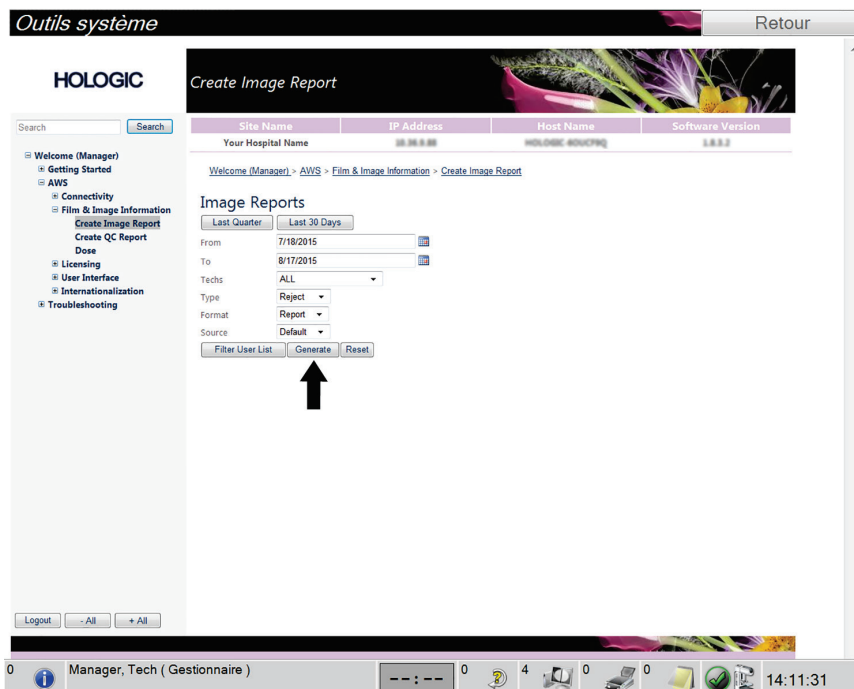 Outils système
Retour
HOLOGIC
Create Image Report
Search
Search
Site Name
IP Address
Host Name
Software Version
Your Hospital Name
Welcome (Manager)
Getting Started
AWS
Connectivity
Film & Image Information
Create Image Report
Create QC Report
Dose
Licensing
User Interface
Internationalization
Troubleshooting
Welcome (Manager) > AWS > Film & Image Information > Create Image Report
Image Reports
Last Quarter
Last 30 Days
From
7/18/2015
To
8/17/2015
Techs
ALL
Type
Reject
Format
Report
Source
Default
Filter User List
Generate
Reset
Logout
- All
+ All
0
Manager, Tech ( Gestionnaire )
--:--
0
4
0
0
14:11:31